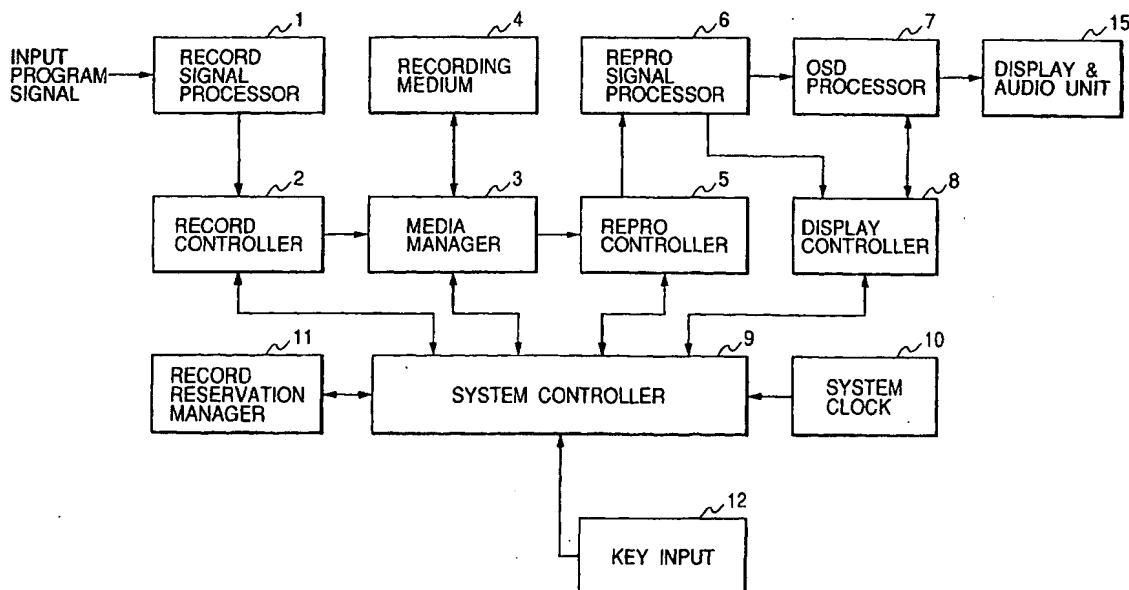 1
4
6
7
15
INPUT
PROGRAM
SIGNAL
RECORD
SIGNAL
PROCESSOR
RECORDING
MEDIUM
REPRO
SIGNAL
PROCESSOR
OSD
PROCESSOR
DISPLAY &
AUDIO UNIT
2
3
5
8
RECORD
CONTROLLER
MEDIA
MANAGER
REPRO
CONTROLLER
DISPLAY
CONTROLLER
11
9
10
RECORD
RESERVATION
MANAGER
SYSTEM CONTROLLER
SYSTEM
CLOCK
12
KEY INPUT